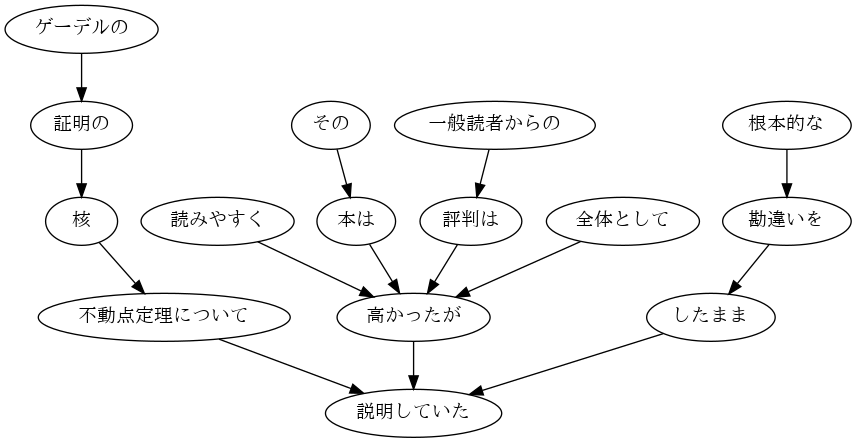 ゲーデルの
証明の
その
一般読者からの
根本的な
核
読みやすく
本は
評判は
全体として
勘違いを
不動点定理について
高かったが
したまま
説明していた